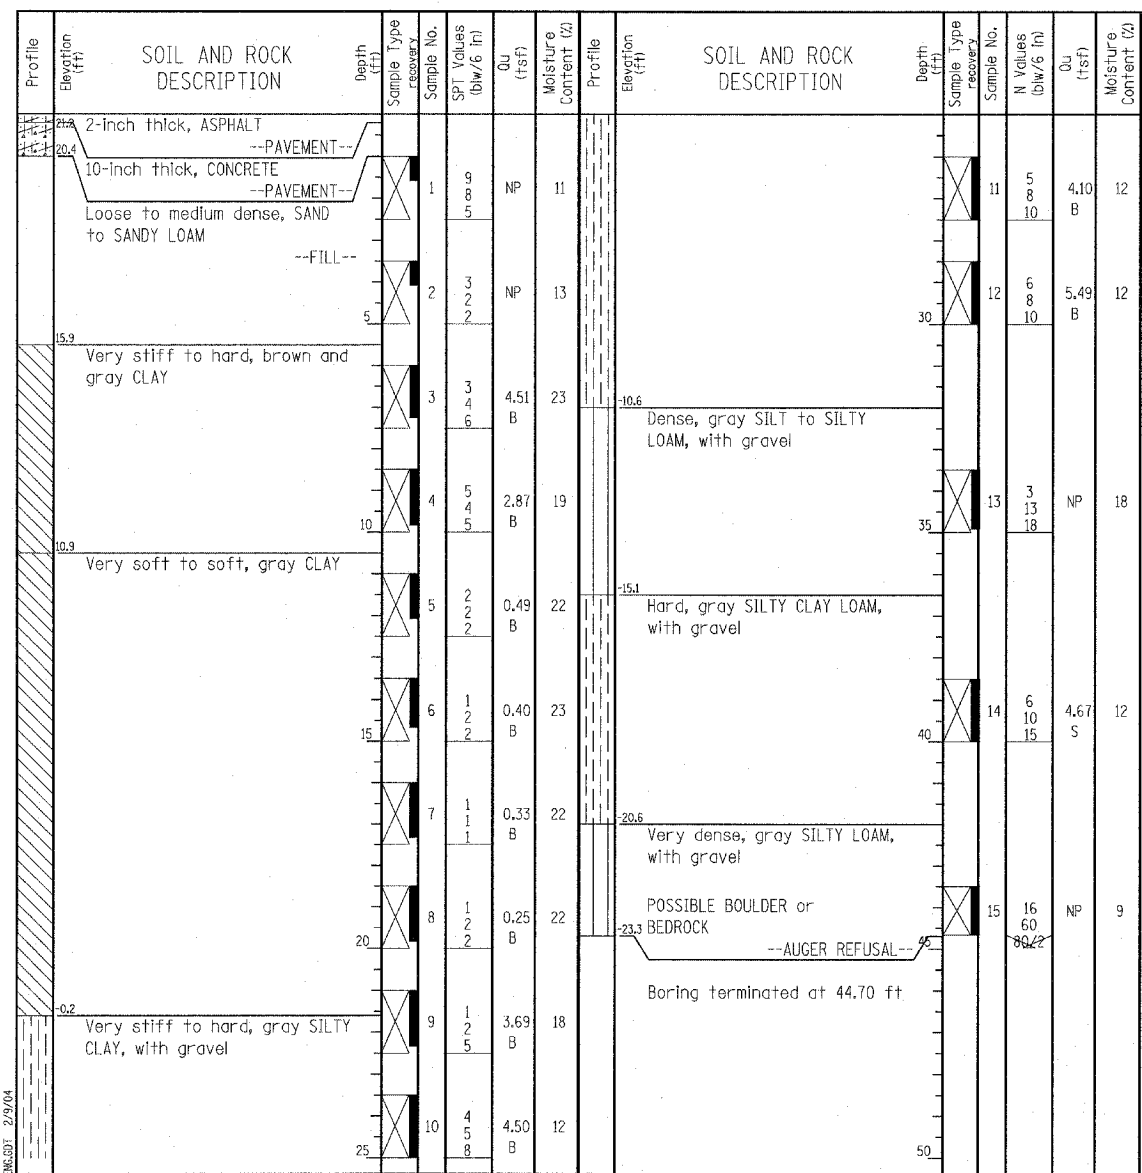 Profile
Elevation
(ft)
SOIL AND ROCK
DESCRIPTION
Depth
(ft)
Sample Type
recovery
Sample No.
SPT Values
(blw/6 in)
Qu
(tsf)
Moisture
Content (%)
21.2
2-inch thick, ASPHALT
--PAVEMENT--
20.4
10-inch thick, CONCRETE
--PAVEMENT--
Loose to medium dense, SAND
to SANDY LOAM
--FILL--
1
9
8
5
NP
11
2
3
2
2
NP
13
5
15.9
Very stiff to hard, brown and
gray CLAY
3
3
4
6
4.51
B
23
4
5
4
5
2.87
B
19
10
10.9
Very soft to soft, gray CLAY
5
2
2
2
0.49
B
22
6
1
2
2
0.40
B
23
15
7
1
1
1
0.33
B
22
8
1
2
2
0.25
B
22
20
-0.2
Very stiff to hard, gray SILTY
CLAY, with gravel
9
1
2
5
3.69
B
18
10
4
5
8
4.50
B
12
25
2/9/04
Profile
Elevation
(ft)
SOIL AND ROCK
DESCRIPTION
Depth
(ft)
Sample Type
recovery
Sample No.
N Values
(blw/6 in)
Qu
(tsf)
Moisture
Content (%)
11
5
8
10
4.10
B
12
12
6
8
10
5.49
B
12
30
-10.6
Dense, gray SILT to SILTY
LOAM, with gravel
13
3
13
18
NP
18
35
-15.1
Hard, gray SILTY CLAY LOAM,
with gravel
14
6
10
15
4.67
S
12
40
-20.6
Very dense, gray SILTY LOAM,
with gravel
POSSIBLE BOULDER or
BEDROCK
15
16
60
80/2
NP
9
-23.3
--AUGER REFUSAL--
45
Boring terminated at 44.70 ft
50